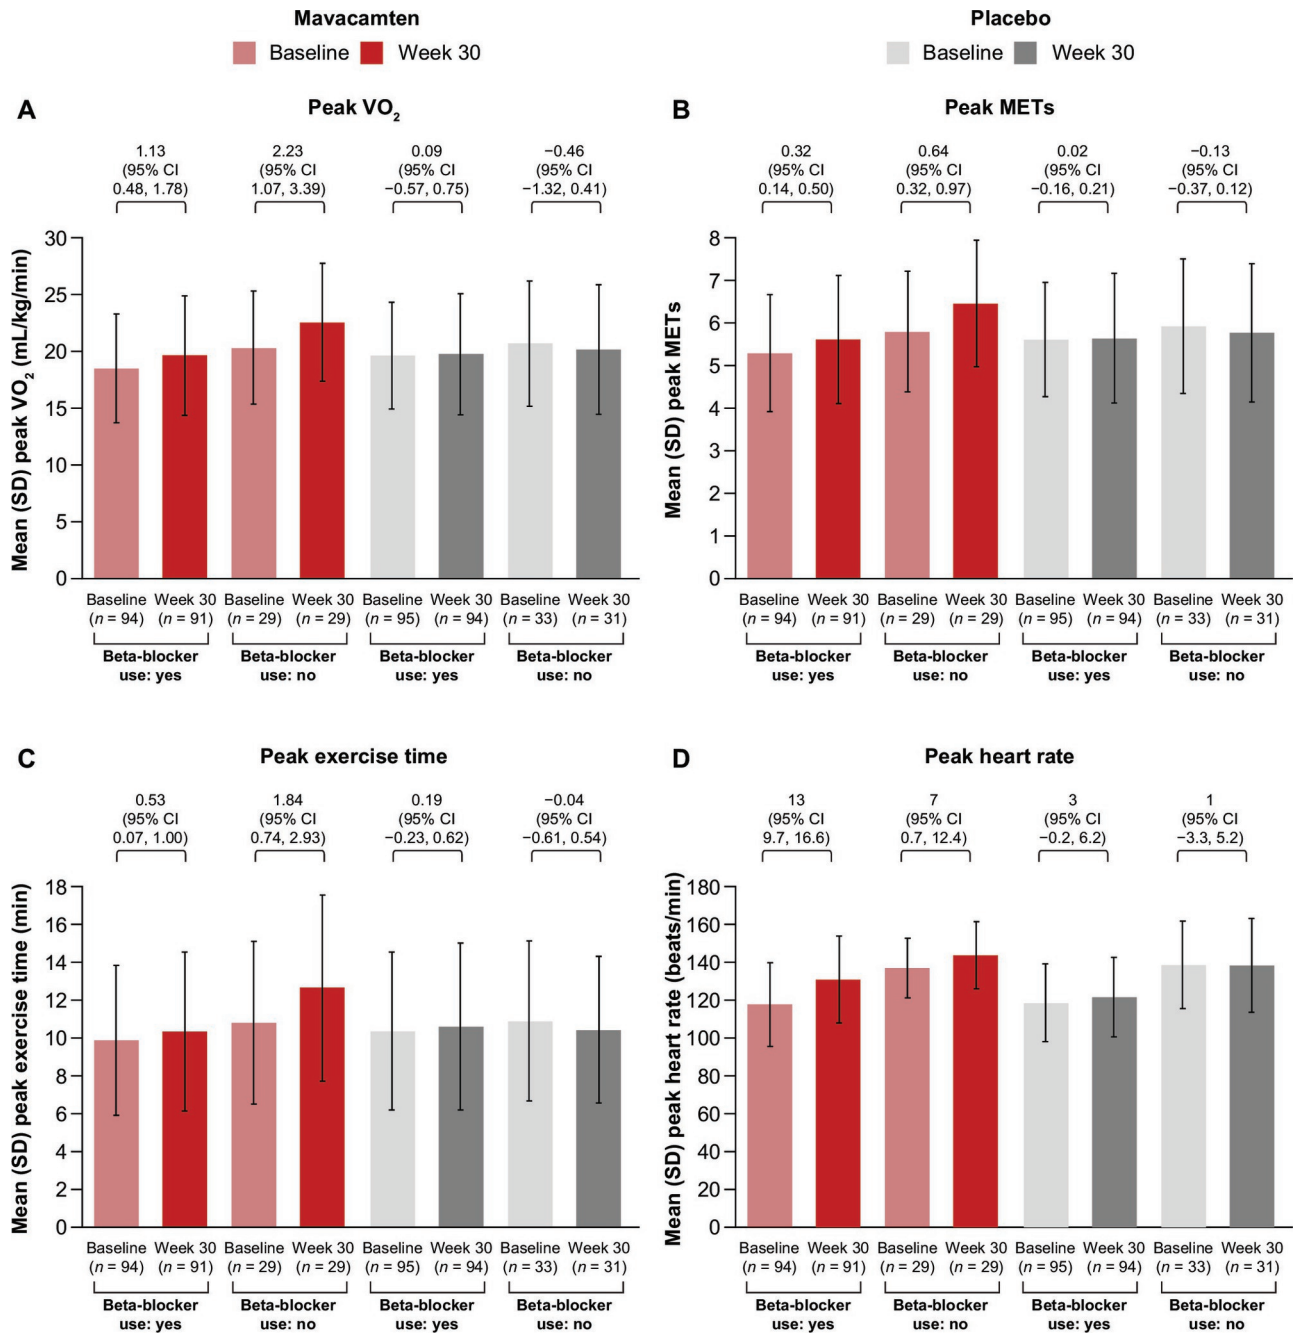 Mavacamten
Baseline Week 30
Placebo
Baseline Week 30
A Peak VO₂
1.13 2.23 0.09 −0.46
(95% CI (95% CI (95% CI (95% CI
0.48, 1.78) 1.07, 3.39) −0.57, 0.75) −1.32, 0.41)
Mean (SD) peak VO₂ (mL/kg/min)
30
25
20
15
10
5
0
Baseline Week 30 Baseline Week 30 Baseline Week 30 Baseline Week 30
(n = 94) (n = 91) (n = 29) (n = 29) (n = 95) (n = 94) (n = 33) (n = 31)
Beta-blocker Beta-blocker Beta-blocker Beta-blocker
use: yes use: no use: yes use: no
B Peak METs
0.32 0.64 0.02 −0.13
(95% CI (95% CI (95% CI (95% CI
0.14, 0.50) 0.32, 0.97) −0.16, 0.21) −0.37, 0.12)
Mean (SD) peak METs
8
7
6
5
4
3
2
1
0
Baseline Week 30 Baseline Week 30 Baseline Week 30 Baseline Week 30
(n = 94) (n = 91) (n = 29) (n = 29) (n = 95) (n = 94) (n = 33) (n = 31)
Beta-blocker Beta-blocker Beta-blocker Beta-blocker
use: yes use: no use: yes use: no
C Peak exercise time
0.53 1.84 0.19 −0.04
(95% CI (95% CI (95% CI (95% CI
0.07, 1.00) 0.74, 2.93) −0.23, 0.62) −0.61, 0.54)
Mean (SD) peak exercise time (min)
18
16
14
12
10
8
6
4
2
0
Baseline Week 30 Baseline Week 30 Baseline Week 30 Baseline Week 30
(n = 94) (n = 91) (n = 29) (n = 29) (n = 95) (n = 94) (n = 33) (n = 31)
Beta-blocker Beta-blocker Beta-blocker Beta-blocker
use: yes use: no use: yes use: no
D Peak heart rate
13 7 3 1
(95% CI (95% CI (95% CI (95% CI
9.7, 16.6) 0.7, 12.4) −0.2, 6.2) −3.3, 5.2)
Mean (SD) peak heart rate (beats/min)
180
160
140
120
100
80
60
40
20
0
Baseline Week 30 Baseline Week 30 Baseline Week 30 Baseline Week 30
(n = 94) (n = 91) (n = 29) (n = 29) (n = 95) (n = 94) (n = 33) (n = 31)
Beta-blocker Beta-blocker Beta-blocker Beta-blocker
use: yes use: no use: yes use: no